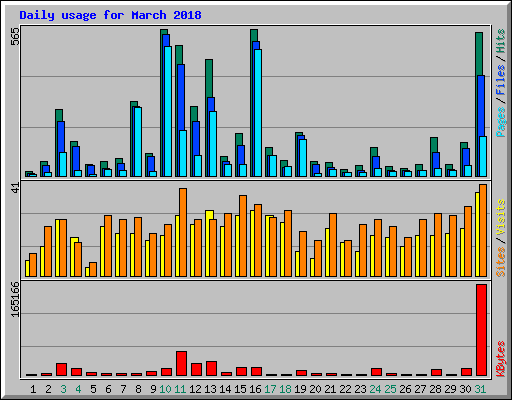 Daily usage for March 2018
565
Pages / Files / Hits
41
Sites / Visits
165166
KBytes
1 2 3 4 5 6 7 8 9 10 11 12 13 14 15 16 17 18 19 20 21 22 23 24 25 26 27 28 29 30 31